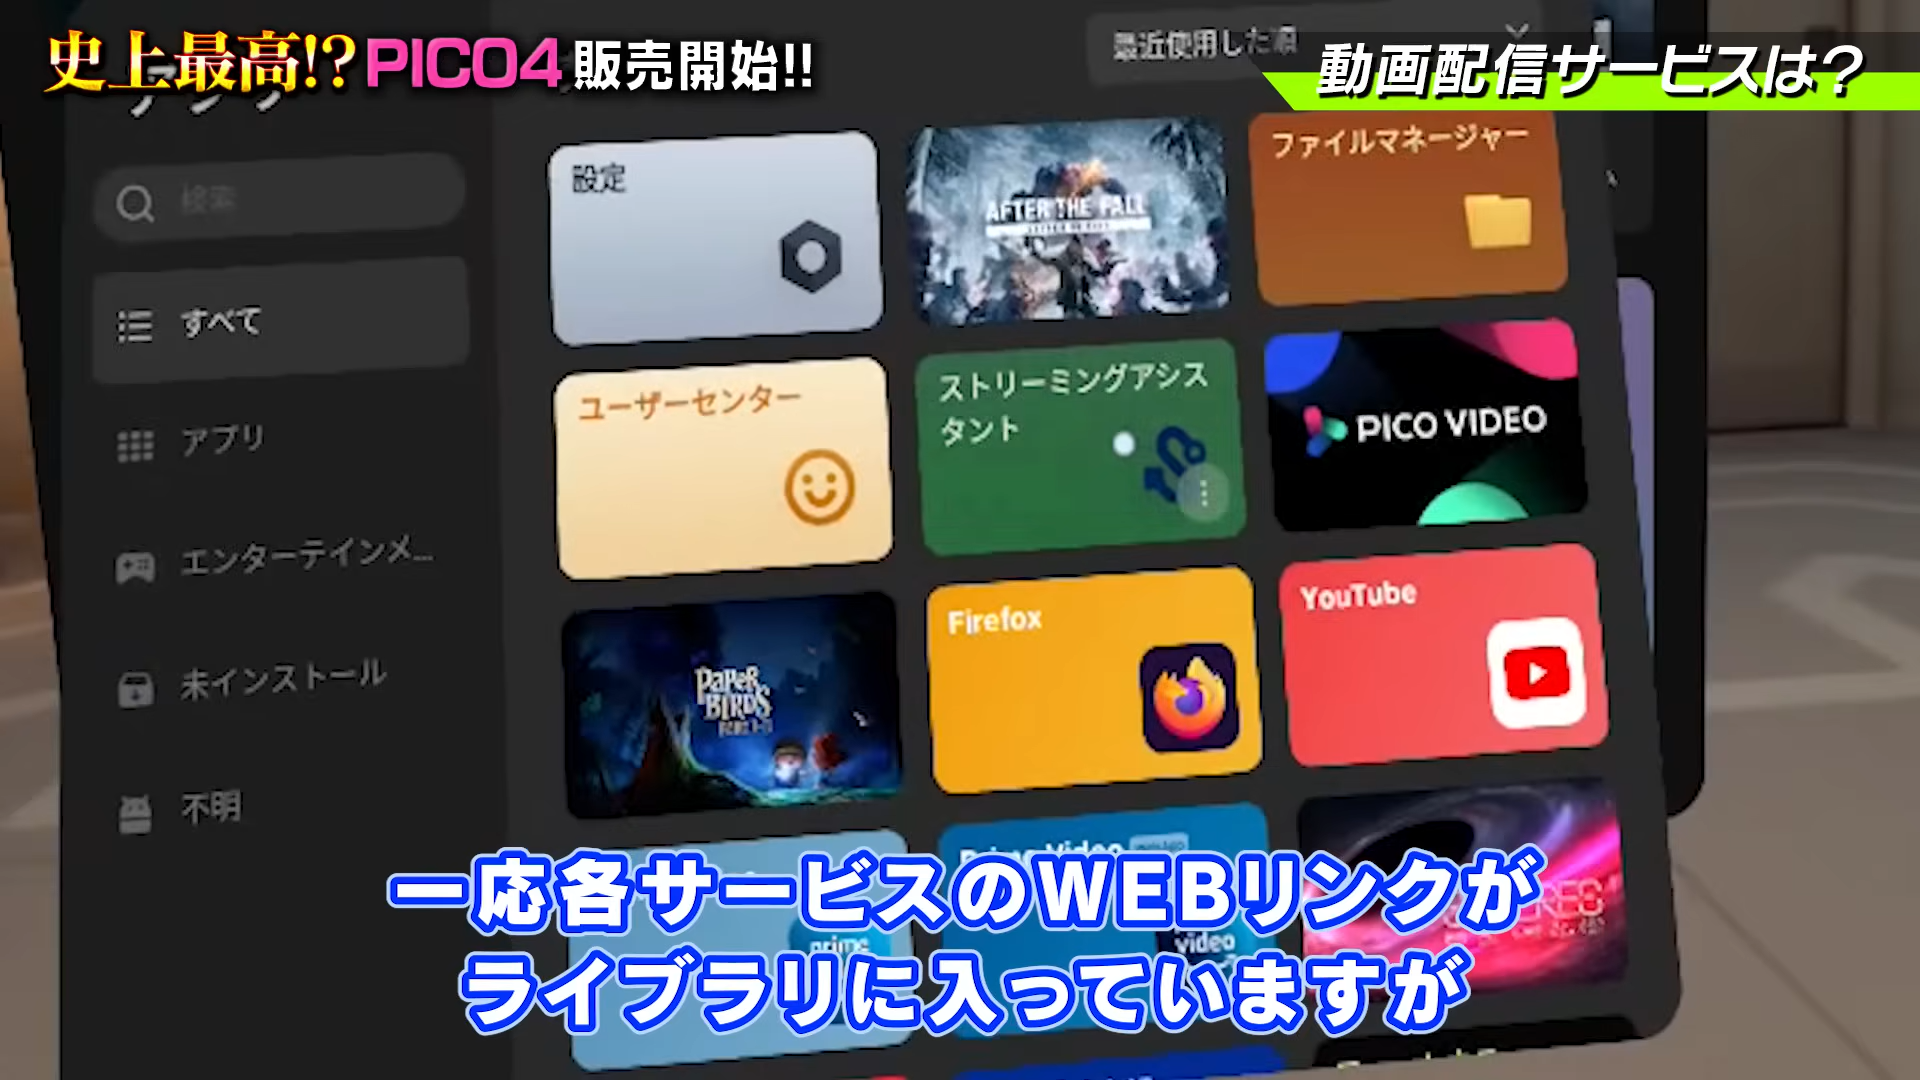 史上最高!?PICO4販売開始!!
動画配信サービスは?
最近使用した順
検索
すべて
アプリ
エンターテインメ...
未インストール
不明
設定
AFTER THE FALL
ファイルマネージャー
ユーザーセンター
ストリーミングアシス
タント
PICO VIDEO
PAPER
BIRDS
Firefox
YouTube
Prime Video
prime
video
一応各サービスのWEBリンクが
ライブラリに入っていますが